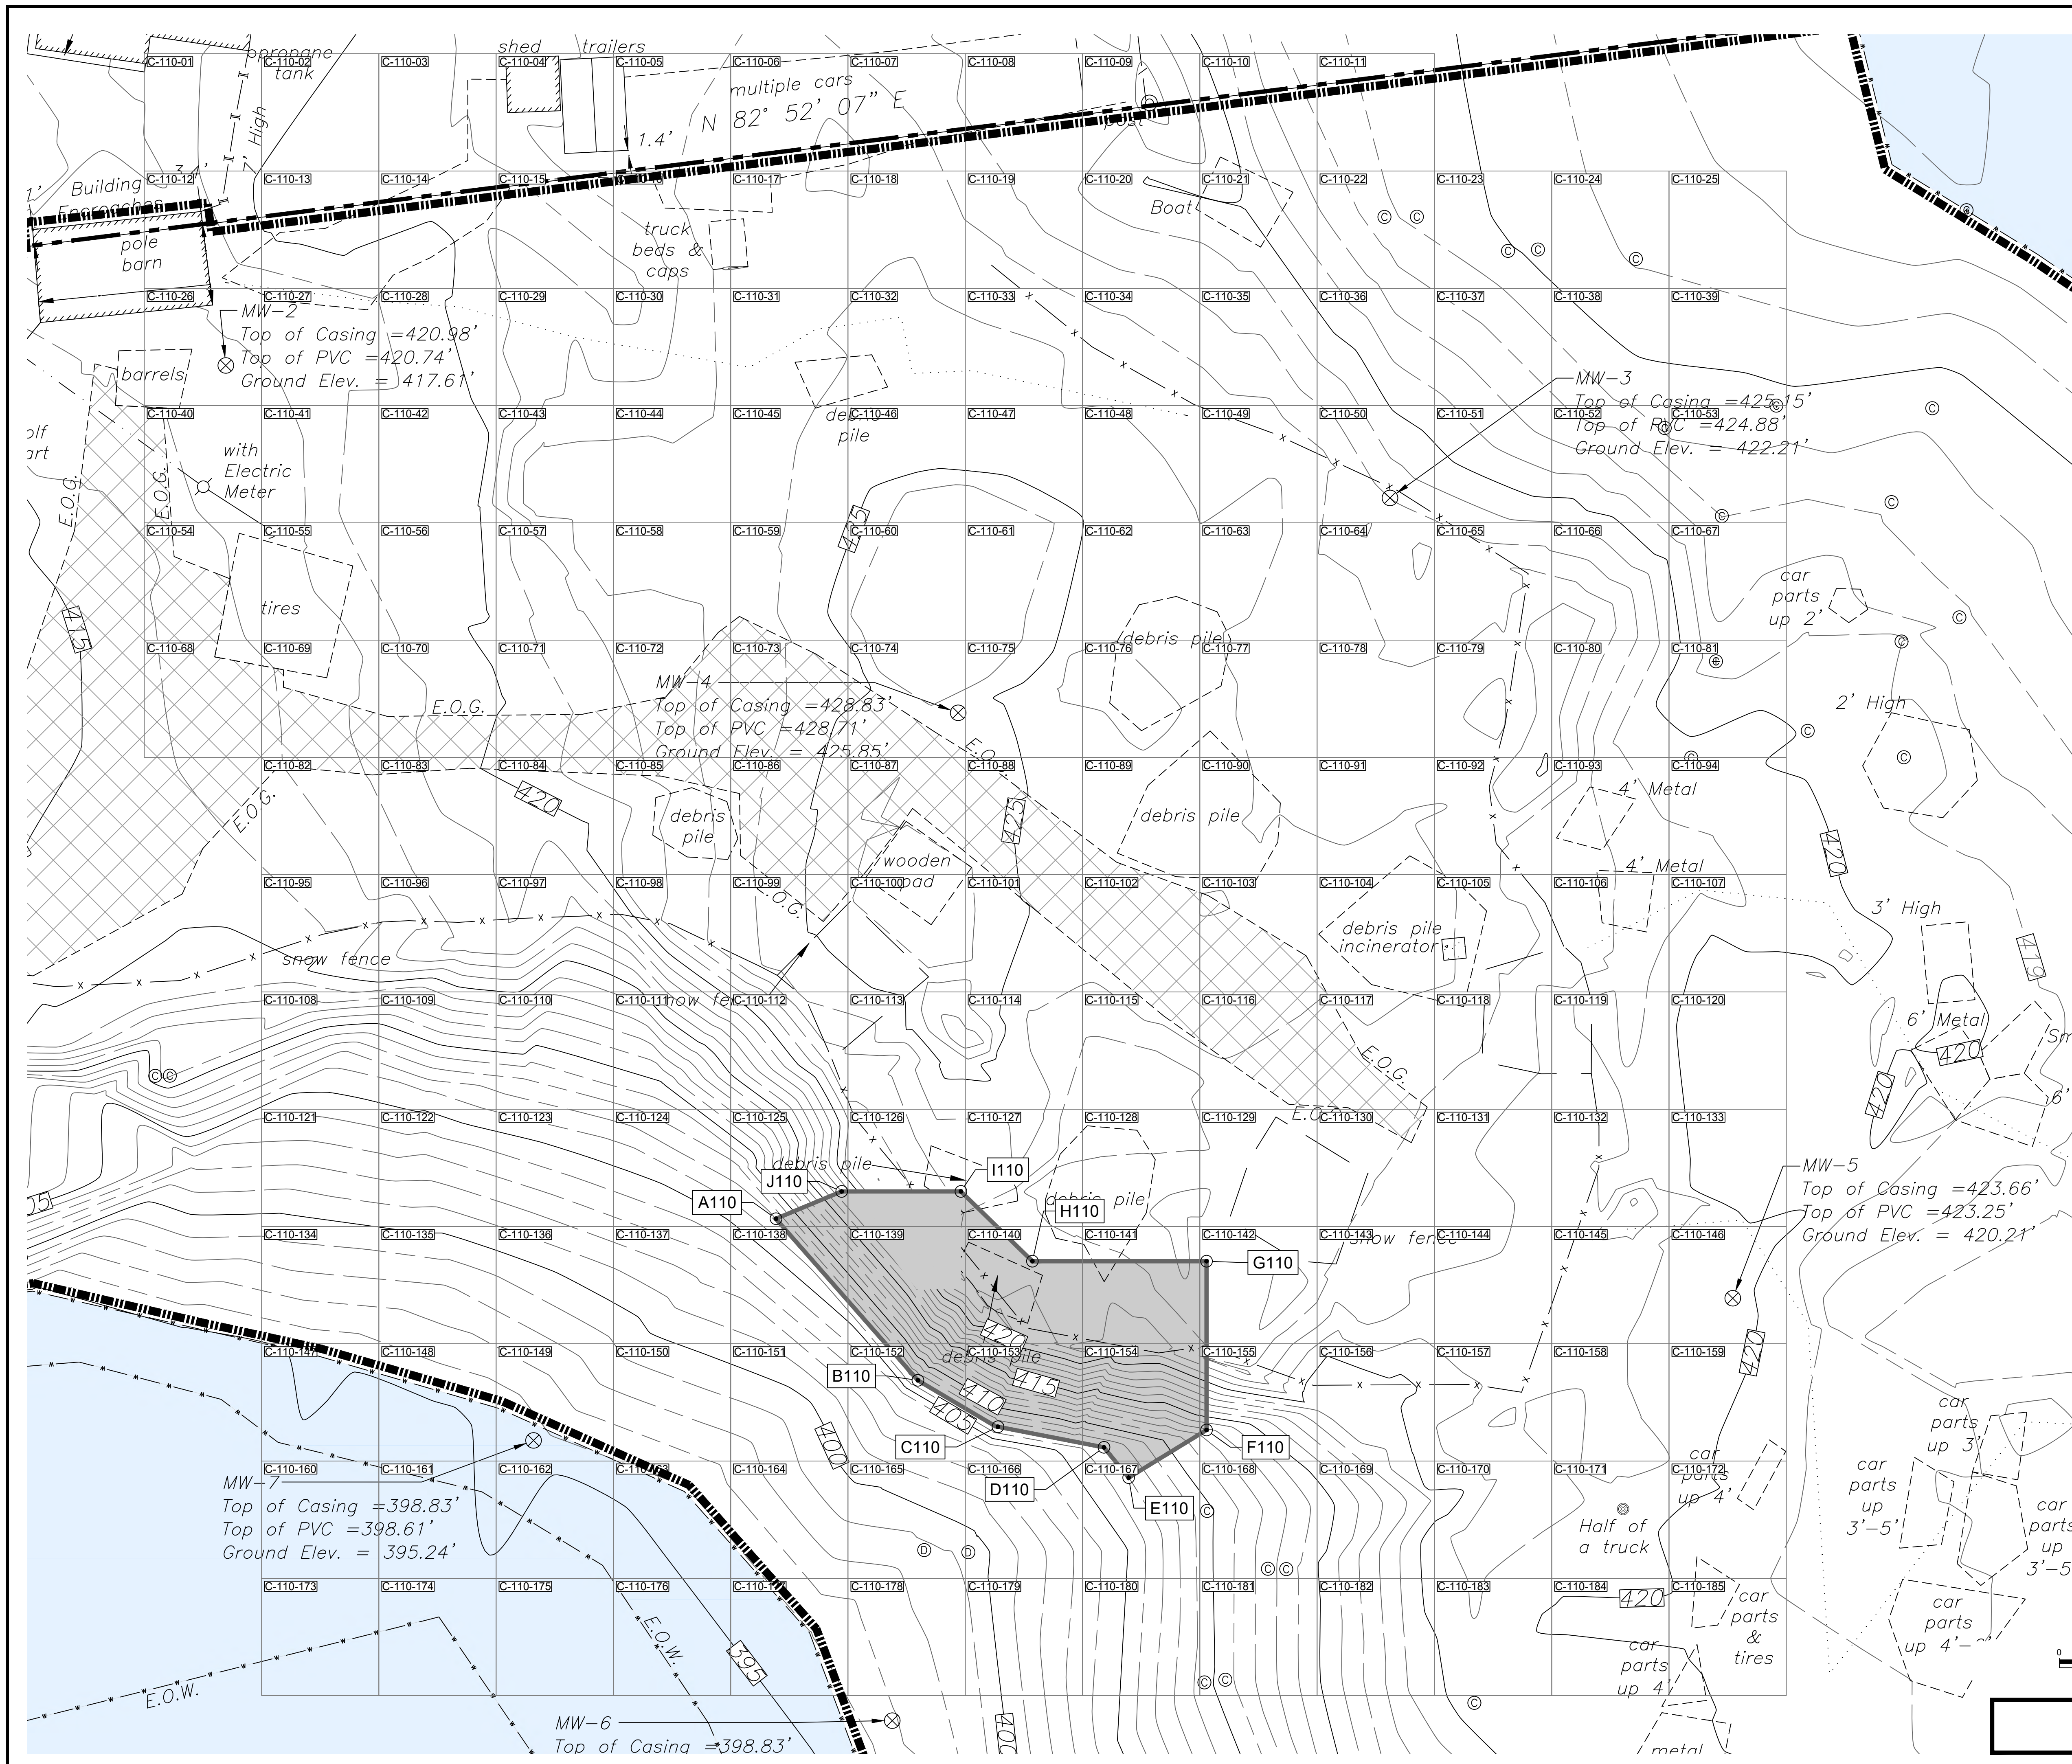 propane
tank
shed
trailers
multiple cars
N 82° 52' 07" E
7' High
1.4'
post
C-110-01
C-110-02
C-110-03
C-110-04
C-110-05
C-110-06
C-110-07
C-110-08
C-110-09
C-110-10
C-110-11
Building
Encroaches
pole
barn
truck
beds &
caps
Boat
C-110-12
C-110-13
C-110-14
C-110-15
C-110-17
C-110-18
C-110-19
C-110-20
C-110-21
C-110-22
C-110-23
C-110-24
C-110-25
C-110-26
C-110-27
C-110-28
C-110-29
C-110-30
C-110-31
C-110-32
C-110-33
C-110-34
C-110-35
C-110-36
C-110-37
C-110-38
C-110-39
MW-2
Top of Casing =420.98'
Top of PVC =420.74'
Ground Elev. = 417.61'
barrels
debris
pile
MW-3
Top of Casing =425.15'
Top of PVC =424.88'
Ground Elev. = 422.21'
C-110-40
C-110-41
C-110-42
C-110-43
C-110-44
C-110-45
C-110-46
C-110-47
C-110-48
C-110-49
C-110-50
C-110-51
C-110-52
C-110-53
with
Electric
Meter
E.O.G.
E.O.G.
425
C-110-54
C-110-55
C-110-56
C-110-57
C-110-58
C-110-59
C-110-60
C-110-61
C-110-62
C-110-63
C-110-64
C-110-65
C-110-66
C-110-67
tires
415
debris pile
car
parts
up 2'
C-110-68
C-110-69
C-110-70
C-110-71
C-110-72
C-110-73
C-110-74
C-110-75
C-110-76
C-110-77
C-110-78
C-110-79
C-110-80
C-110-81
MW-4
Top of Casing =428.83'
Top of PVC =428.71'
Ground Elev. = 425.85'
E.O.G.
2' High
C-110-82
C-110-83
C-110-84
C-110-85
C-110-86
C-110-87
C-110-88
C-110-89
C-110-90
C-110-91
C-110-92
C-110-93
C-110-94
E.O.G.
420
debris
pile
425
debris pile
4' Metal
420
wooden
pad
4' Metal
C-110-95
C-110-96
C-110-97
C-110-98
C-110-99
C-110-100
C-110-101
C-110-102
C-110-103
C-110-104
C-110-105
C-110-106
C-110-107
E.O.G.
debris pile
incinerator
3' High
419
snow fence
C-110-108
C-110-109
C-110-110
C-110-111
C-110-112
C-110-113
C-110-114
C-110-115
C-110-116
C-110-117
C-110-118
C-110-119
C-110-120
6' Metal
420
420
6'
E.O.G.
C-110-121
C-110-122
C-110-123
C-110-124
C-110-125
C-110-126
C-110-127
C-110-128
C-110-129
C-110-130
C-110-131
C-110-132
C-110-133
debris pile
debris pile
J110
I110
A110
H110
MW-5
Top of Casing =423.66'
Top of PVC =423.25'
Ground Elev. = 420.21'
C-110-134
C-110-135
C-110-136
C-110-137
C-110-138
C-110-139
C-110-140
C-110-141
C-110-142
C-110-143
C-110-144
C-110-145
C-110-146
snow fence
G110
420
420
C-110-147
C-110-148
C-110-149
C-110-150
C-110-151
C-110-152
C-110-153
C-110-154
C-110-155
C-110-156
C-110-157
C-110-158
C-110-159
debris pile
B110
415
410
405
400
C110
F110
car
parts
up 3'
C-110-160
C-110-161
C-110-162
C-110-163
C-110-164
C-110-165
C-110-166
C-110-167
C-110-168
C-110-169
C-110-170
C-110-171
C-110-172
MW-7
Top of Casing =398.83'
Top of PVC =398.61'
Ground Elev. = 395.24'
D110
E110
car
parts
up 4'
car
parts
up
3'-5'
car
parts
up
3'-5
Half of
a truck
C-110-173
C-110-174
C-110-175
C-110-176
C-110-177
C-110-178
C-110-179
C-110-180
C-110-181
C-110-182
C-110-183
C-110-184
C-110-185
420
car
parts
&
tires
car
parts
up 4'
car
parts
E.O.W.
E.O.W.
395
400
MW-6
Top of Casing =398.83'
metal
0